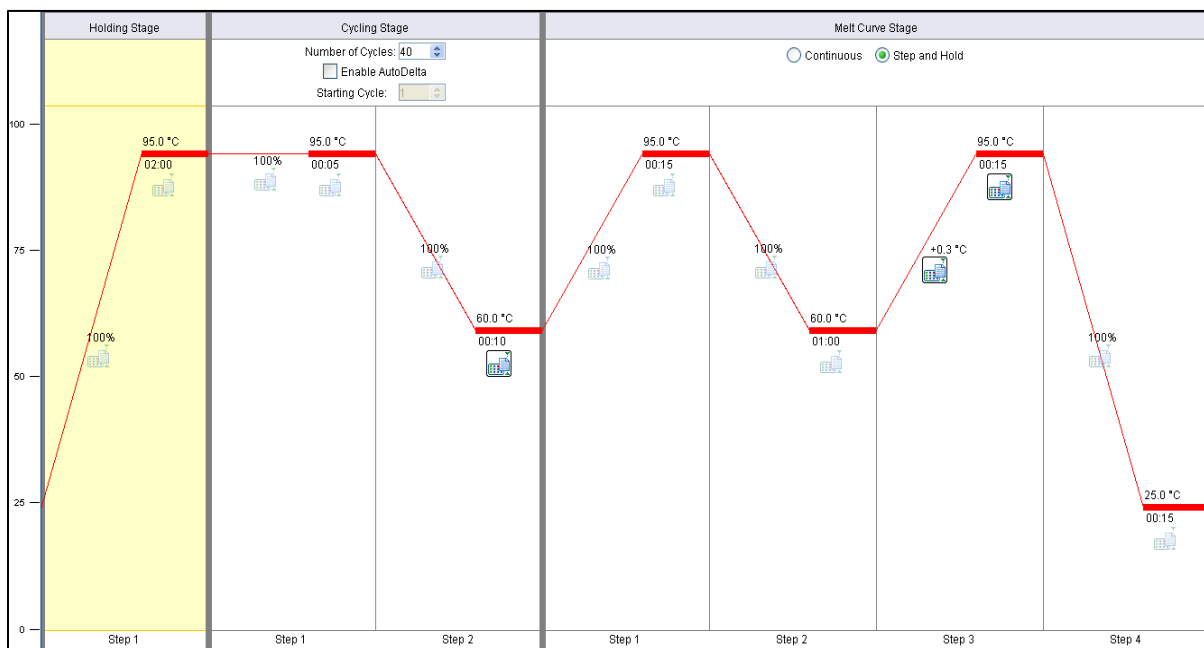 Holding Stage
Cycling Stage
Melt Curve Stage
Number of Cycles: 40
Enable AutoDelta
Starting Cycle: 1
Continuous
Step and Hold
100
75
50
25
0
100%
95.0 °C
02:00
100%
95.0 °C
00:05
100%
60.0 °C
00:10
100%
95.0 °C
00:15
100%
60.0 °C
01:00
+0.3 °C
95.0 °C
00:15
100%
25.0 °C
00:15
Step 1
Step 1
Step 2
Step 1
Step 2
Step 3
Step 4